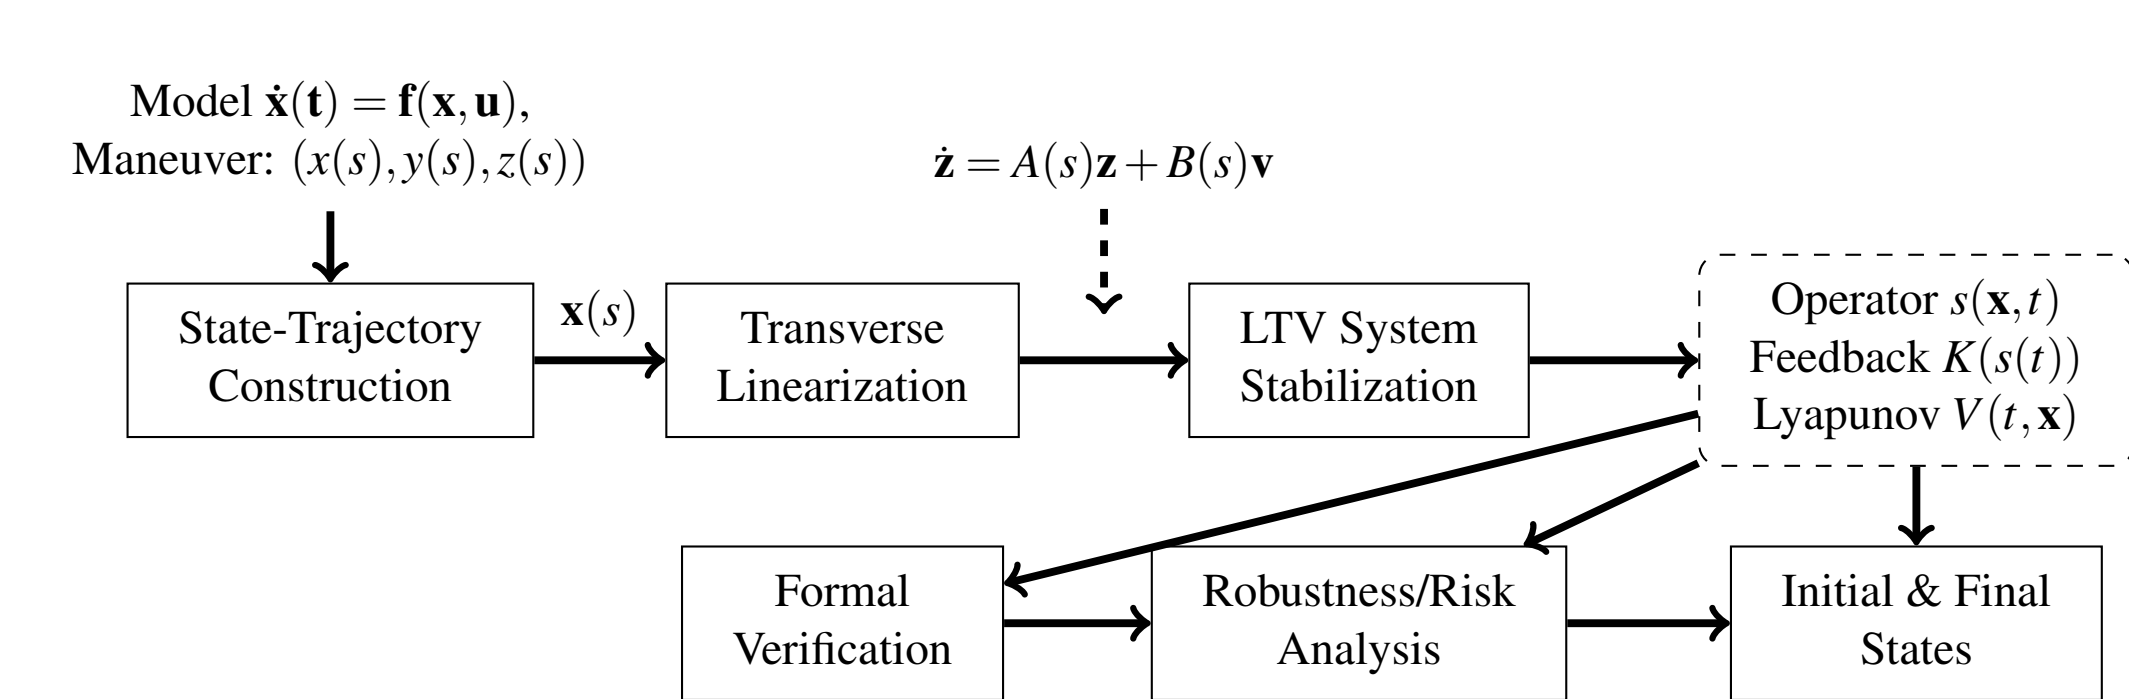 Model ẋ(t) = f(x, u),
Maneuver: (x(s), y(s), z(s))
ż = A(s)z + B(s)v
State-Trajectory
Construction
x(s)
Transverse
Linearization
LTV System
Stabilization
Operator s(x, t)
Feedback K(s(t))
Lyapunov V(t, x)
Formal
Verification
Robustness/Risk
Analysis
Initial & Final
States